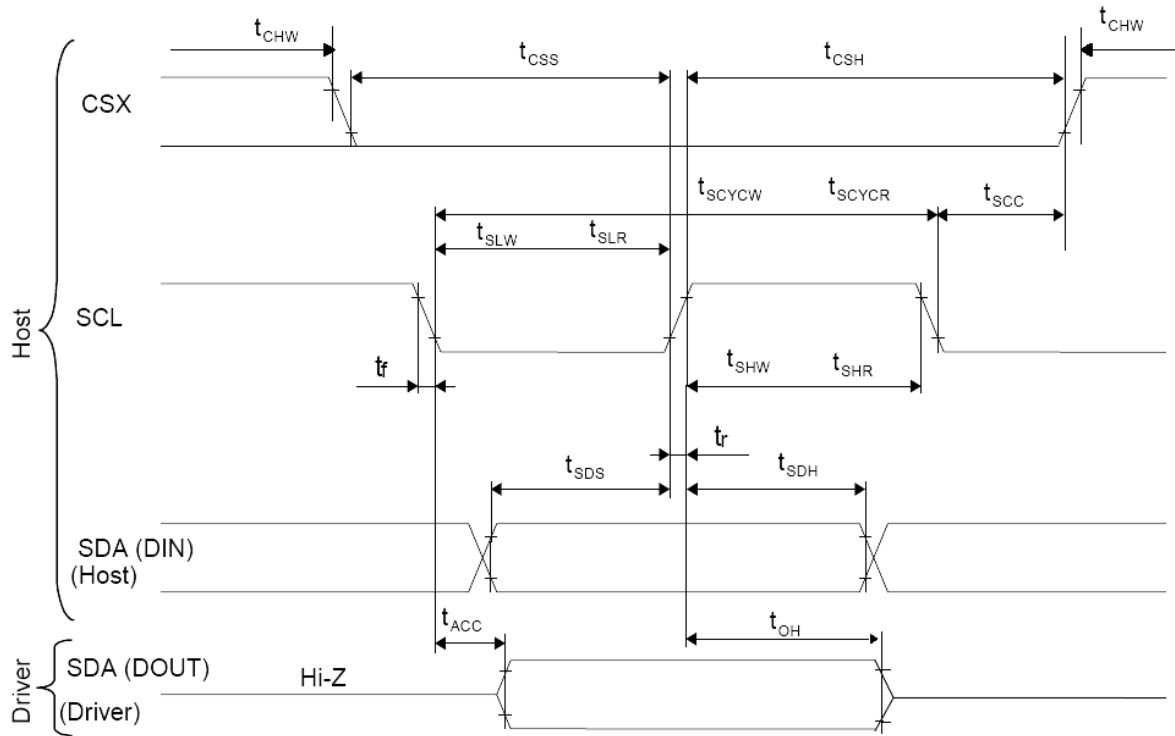 tCHW
tCHW
tCSS
tCSH
CSX
tSCYCW
tSCYCR
tSCC
tSLW
tSLR
Host
SCL
tf
tSHW
tSHR
tr
tSDS
tSDH
SDA (DIN)
(Host)
tACC
tOH
Driver
SDA (DOUT)
Hi-Z
(Driver)